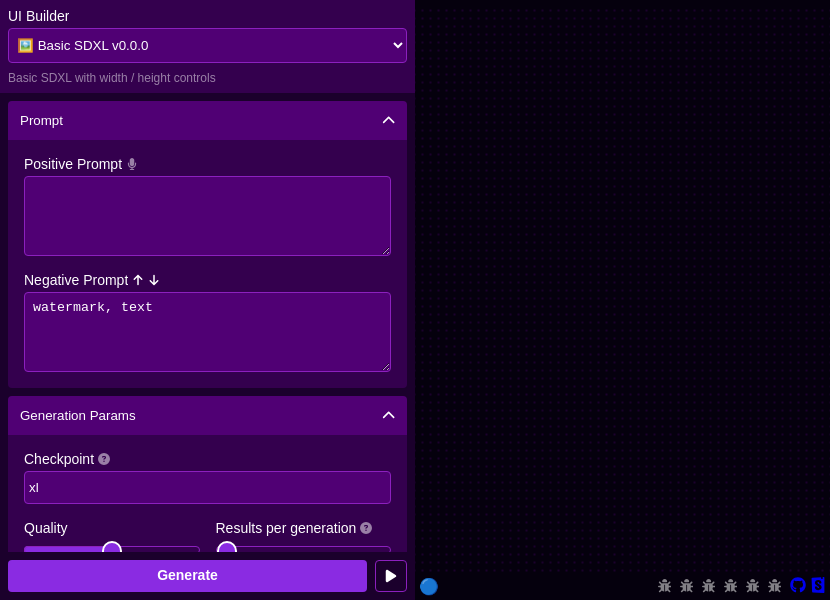 UI Builder
🖼️ Basic SDXL v0.0.0
Basic SDXL with width / height controls
Prompt
Positive Prompt
Negative Prompt
watermark, text
Generation Params
Checkpoint
xl
Quality
Results per generation
Generate